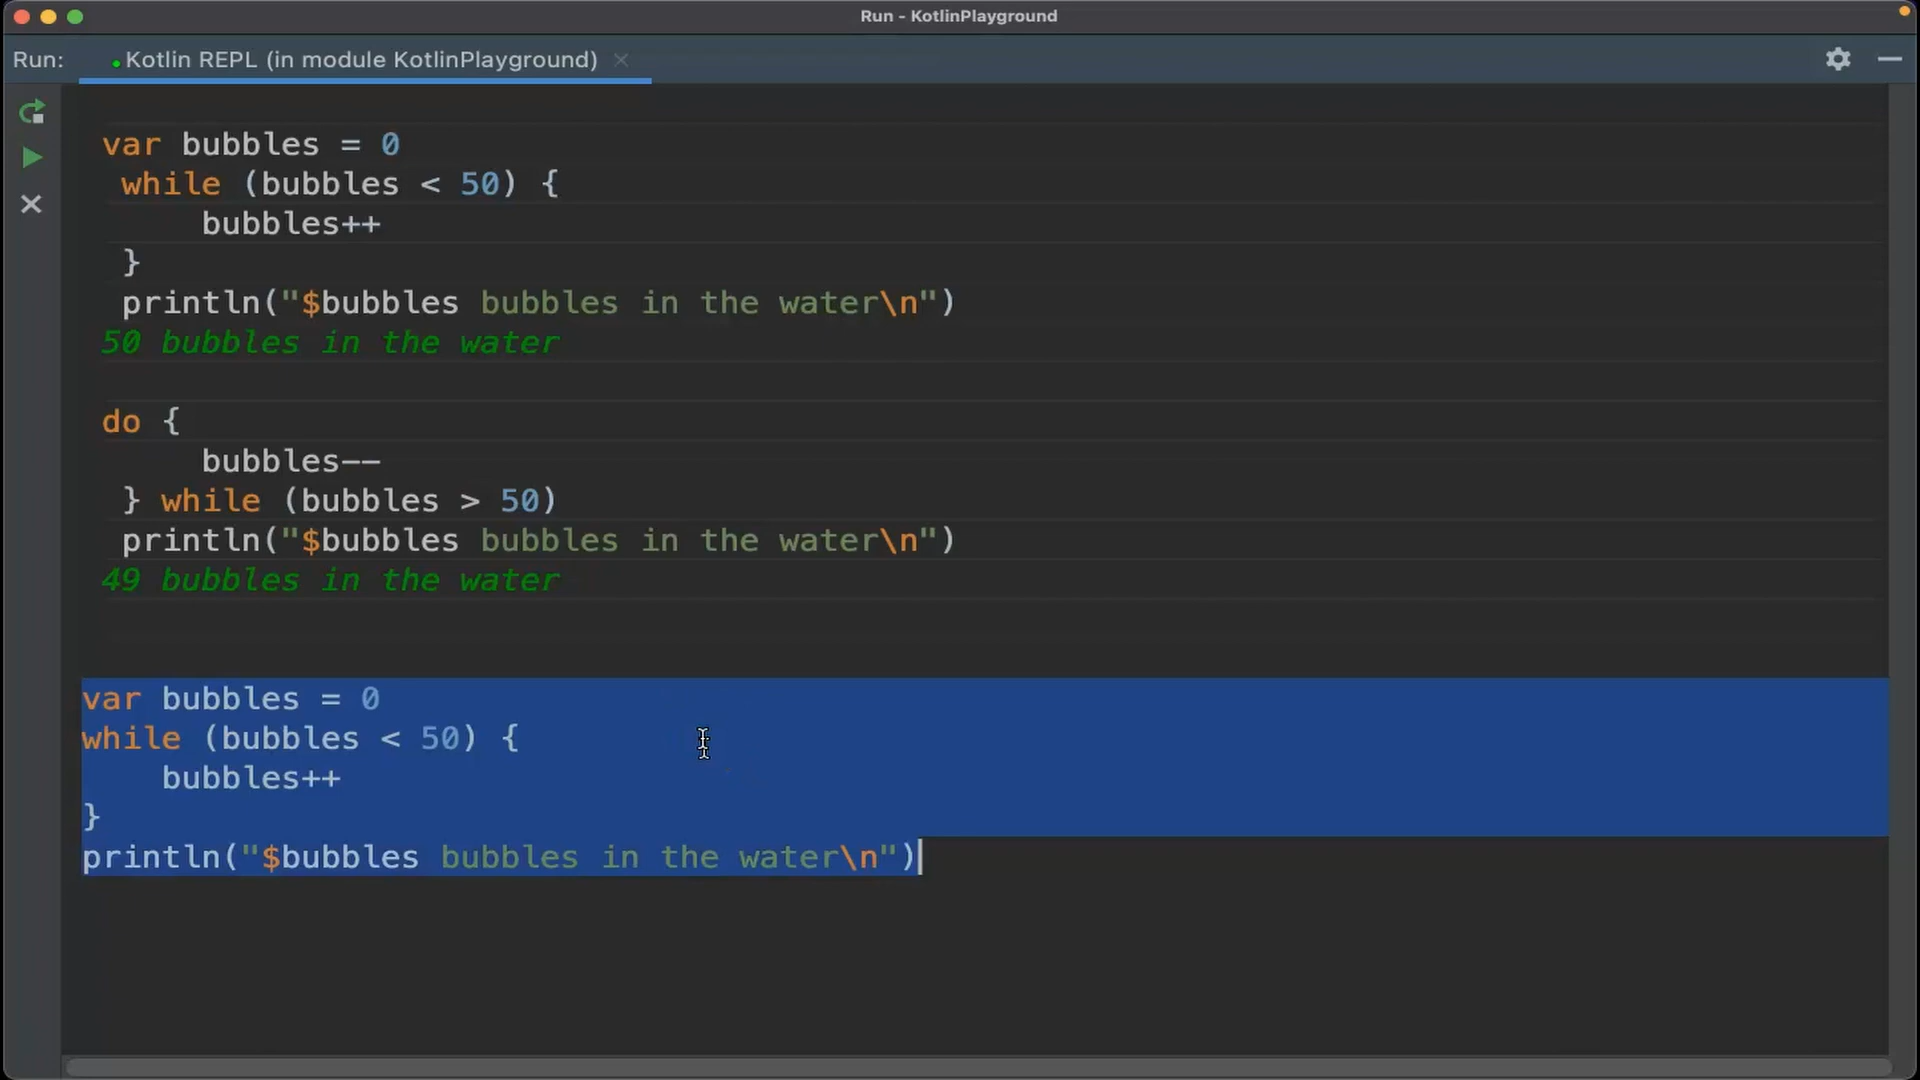 Run - KotlinPlayground
Run: Kotlin REPL (in module KotlinPlayground)
var bubbles = 0
while (bubbles < 50) {
bubbles++
}
println("$bubbles bubbles in the water\n")
50 bubbles in the water
do {
bubbles--
} while (bubbles > 50)
println("$bubbles bubbles in the water\n")
49 bubbles in the water
var bubbles = 0
while (bubbles < 50) {
bubbles++
}
println("$bubbles bubbles in the water\n")